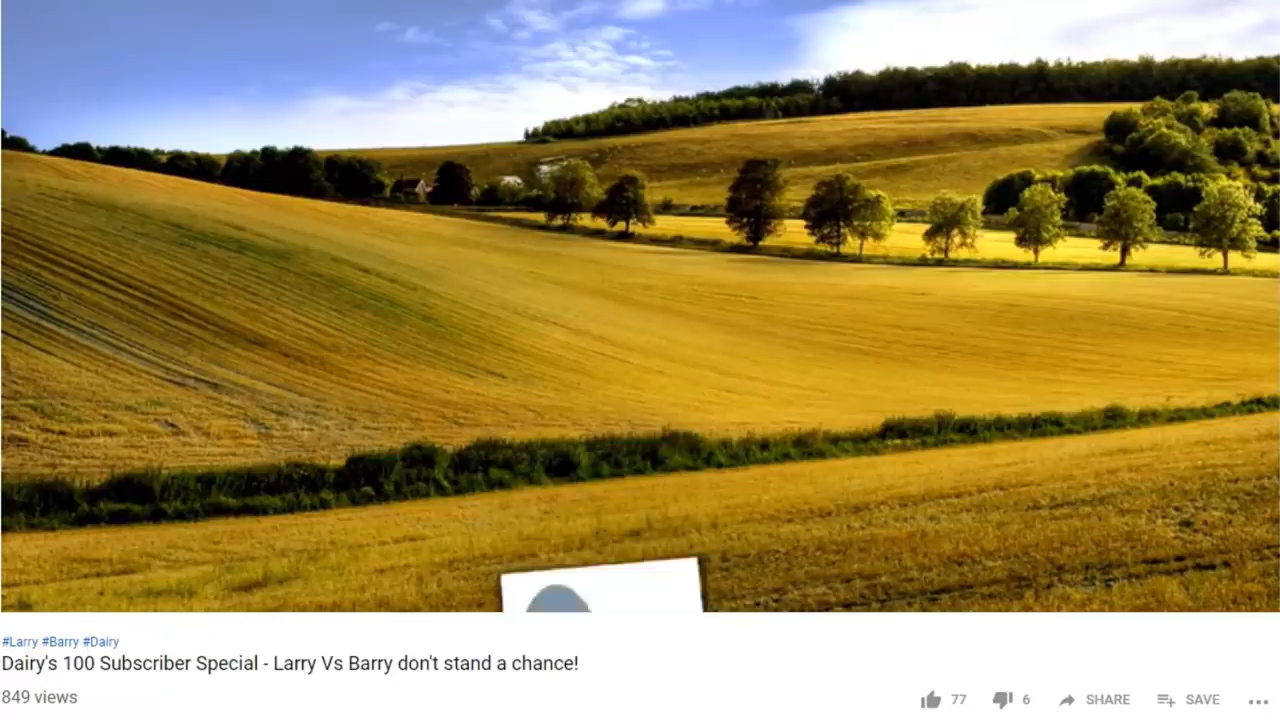 #Larry #Barry #Dairy
Dairy's 100 Subscriber Special - Larry Vs Barry don't stand a chance!
849 views
77
6
SHARE
SAVE